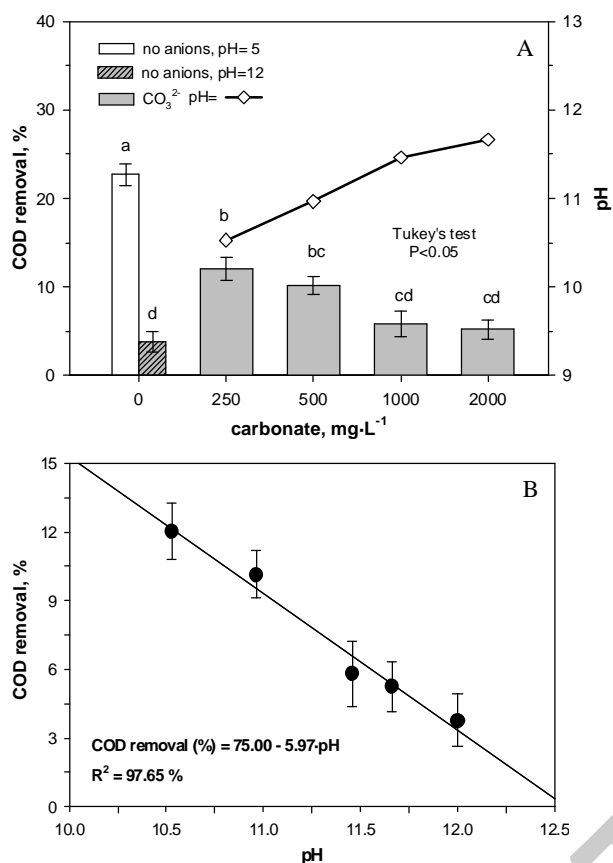 A
no anions, pH= 5
no anions, pH=12
CO₃²⁻ pH=
COD removal, %
40
30
20
10
0
13
12
11
10
9
pH
a
d
b
bc
cd
cd
Tukey's test
P<0.05
0 250 500 1000 2000
carbonate, mg·L⁻¹
B
COD removal, %
15
12
9
6
3
0
COD removal (%) = 75.00 - 5.97·pH
R² = 97.65 %
10.0 10.5 11.0 11.5 12.0 12.5
pH